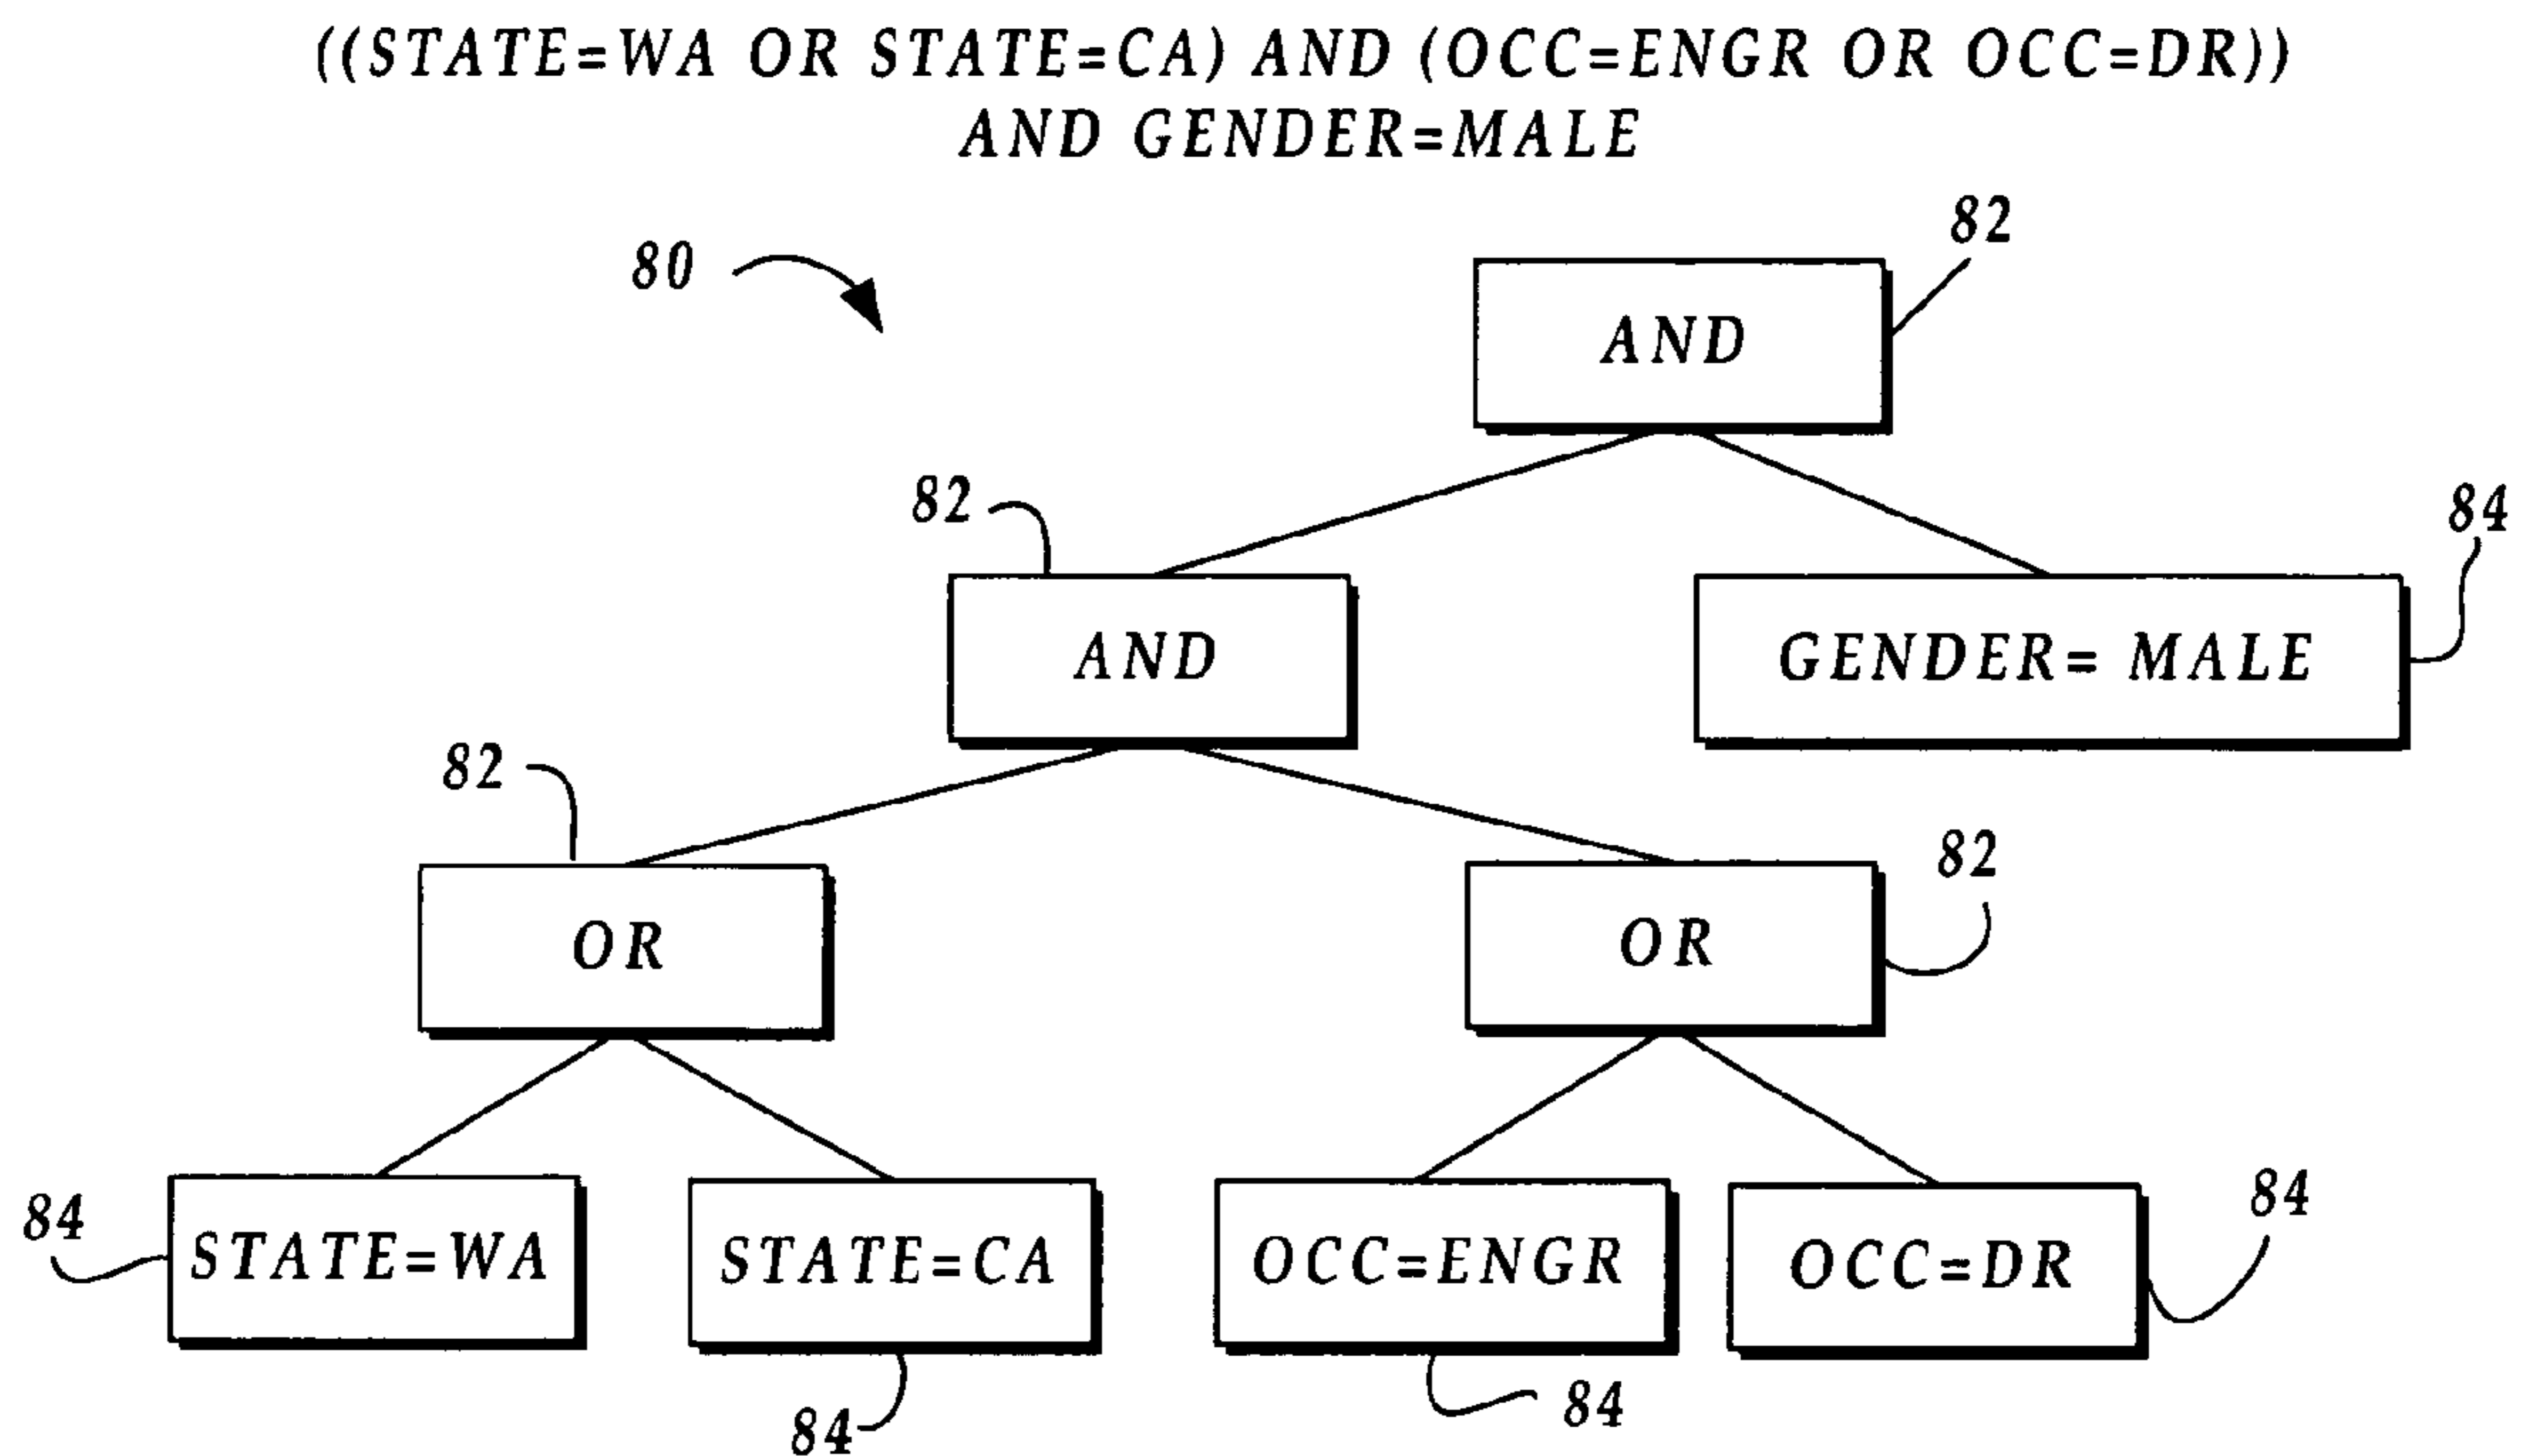 ((STATE=WA OR STATE=CA) AND (OCC=ENGR OR OCC=DR))
AND GENDER=MALE
82
80
AND
82
84
AND
GENDER= MALE
82
82
OR
OR
84
84
STATE=WA
STATE=CA
OCC=ENGR
OCC=DR
84
84